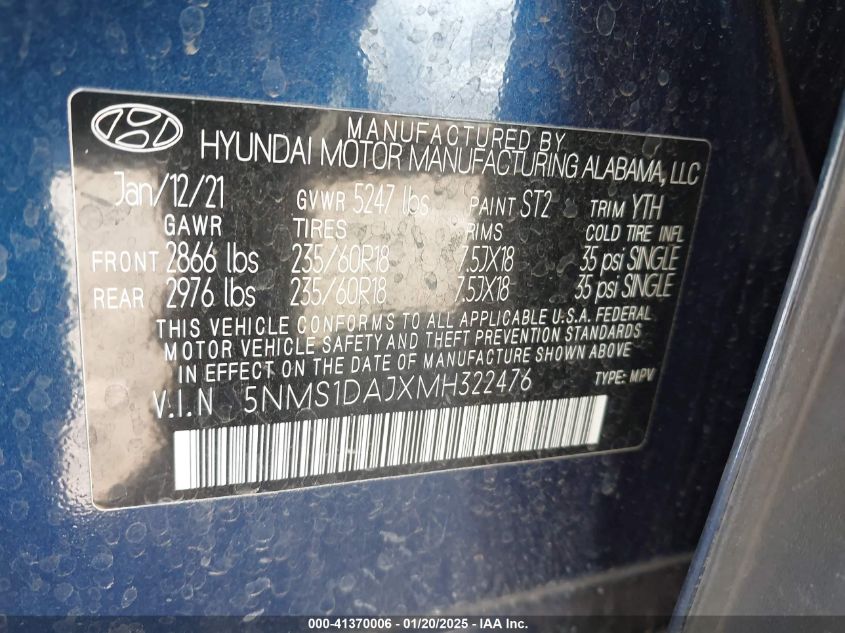 MANUFACTURED BY
HYUNDAI MOTOR MANUFACTURING ALABAMA, LLC
Jan/12/21 GVWR 5247 lbs PAINT ST2 TRIM YTH
GAWR TIRES RIMS COLD TIRE INFL
FRONT 2866 lbs 235/60R18 7.5JX18 35 psi SINGLE
REAR 2976 lbs 235/60R18 7.5JX18 35 psi SINGLE
THIS VEHICLE CONFORMS TO ALL APPLICABLE U.S.A. FEDERAL
MOTOR VEHICLE SAFETY AND THEFT PREVENTION STANDARDS
IN EFFECT ON THE DATE OF MANUFACTURE SHOWN ABOVE
V.I.N 5NMS1DAJXMH322476 TYPE: MPV
000-41370006 - 01/20/2025 - IAA Inc.